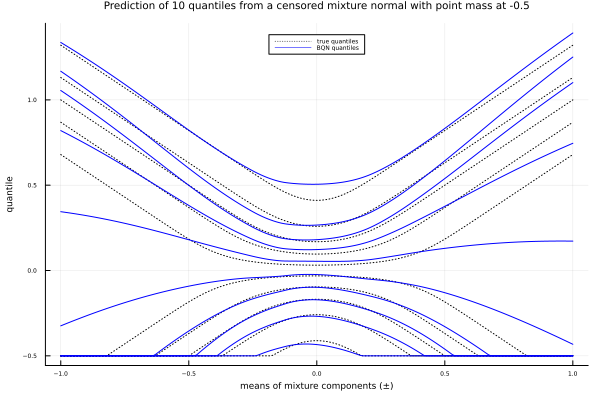 Prediction of 10 quantiles from a censored mixture normal with point mass at -0.5
true quantiles
BQN quantiles
quantile
1.0
0.5
0.0
−0.5
−1.0
−0.5
0.0
0.5
1.0
means of mixture components (±)